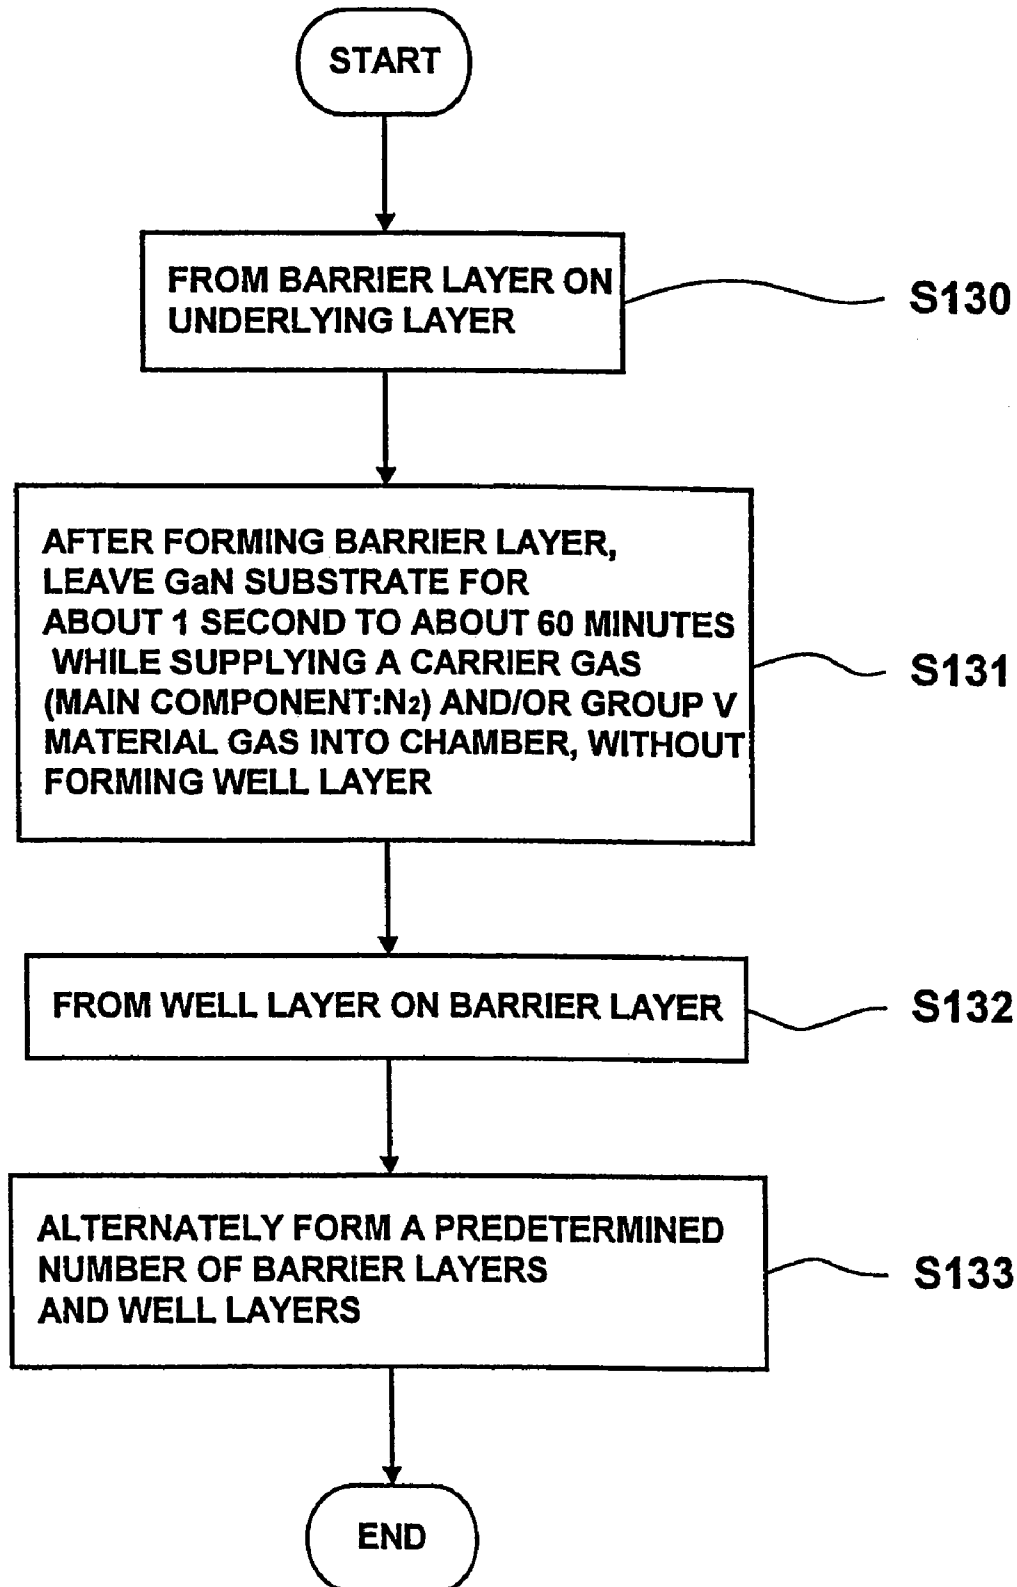 START
FROM BARRIER LAYER ON
UNDERLYING LAYER
S130
AFTER FORMING BARRIER LAYER,
LEAVE GaN SUBSTRATE FOR
ABOUT 1 SECOND TO ABOUT 60 MINUTES
WHILE SUPPLYING A CARRIER GAS
(MAIN COMPONENT:N₂) AND/OR GROUP V
MATERIAL GAS INTO CHAMBER, WITHOUT
FORMING WELL LAYER
S131
FROM WELL LAYER ON BARRIER LAYER
S132
ALTERNATELY FORM A PREDETERMINED
NUMBER OF BARRIER LAYERS
AND WELL LAYERS
S133
END